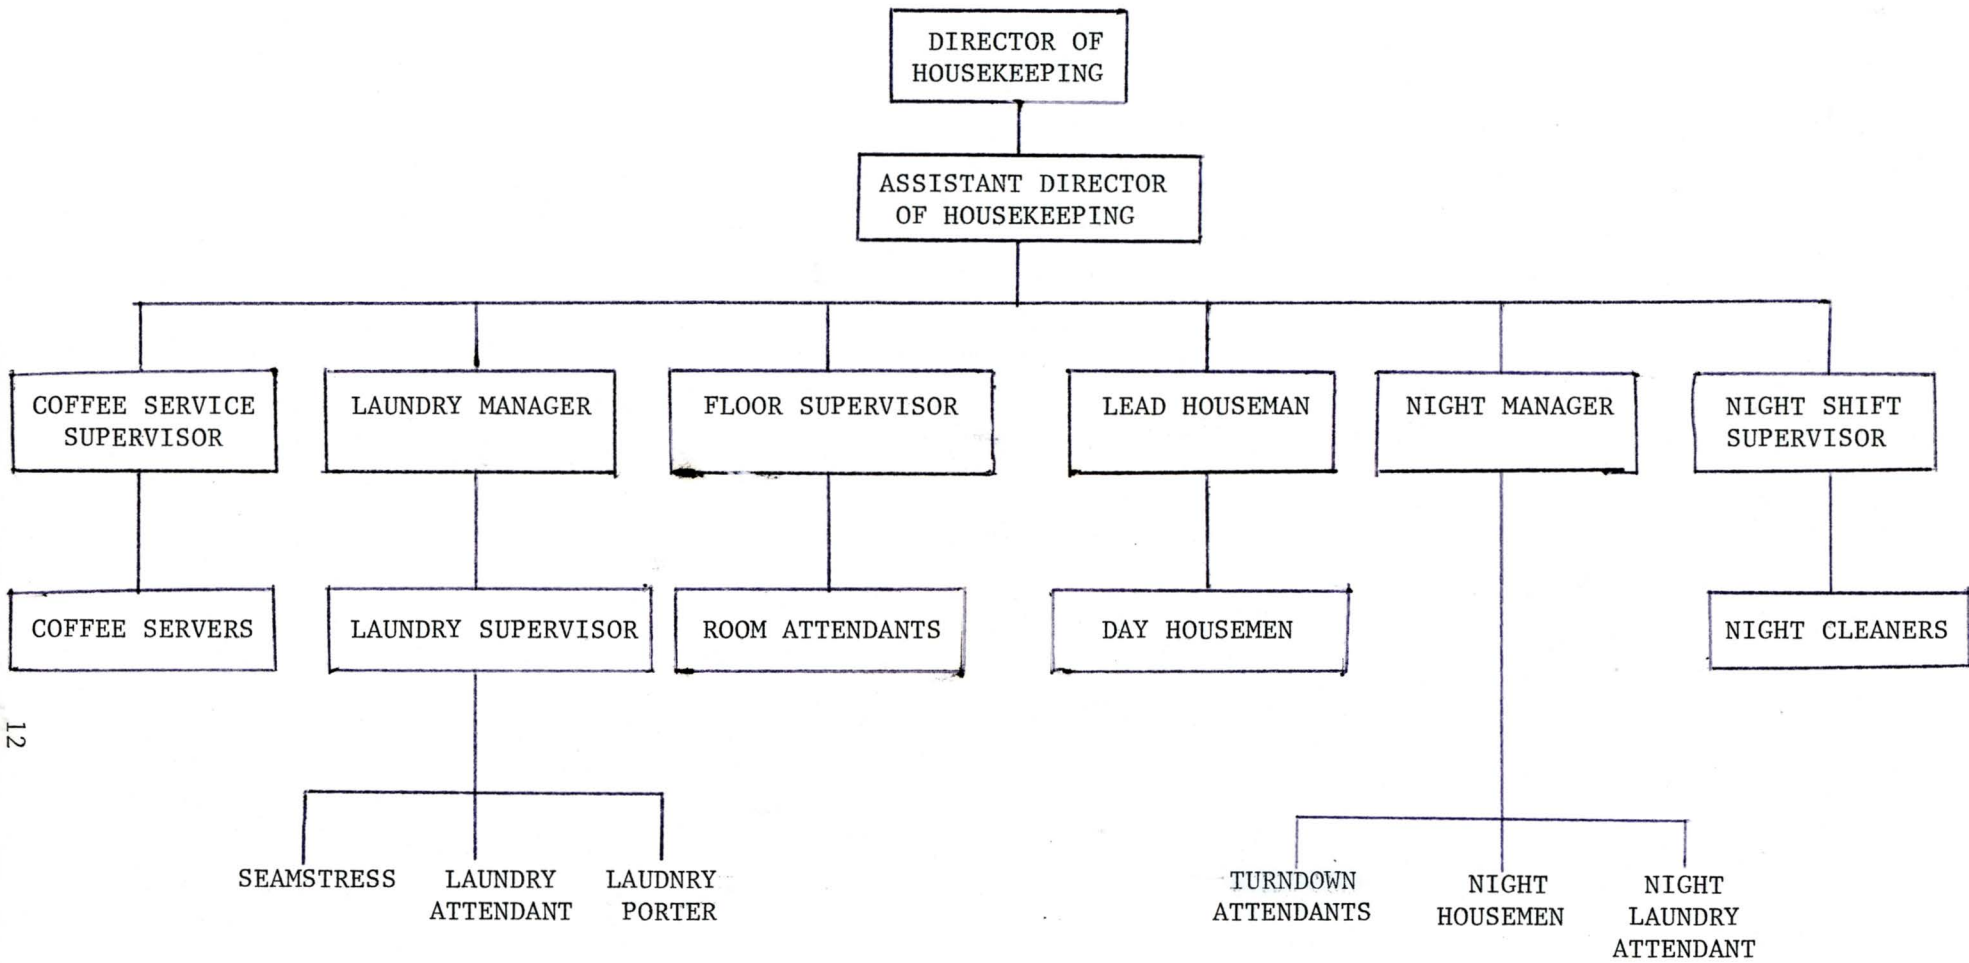 DIRECTOR OF
HOUSEKEEPING
ASSISTANT DIRECTOR
OF HOUSEKEEPING
COFFEE SERVICE
SUPERVISOR
LAUNDRY MANAGER
FLOOR SUPERVISOR
LEAD HOUSEMAN
NIGHT MANAGER
NIGHT SHIFT
SUPERVISOR
COFFEE SERVERS
LAUNDRY SUPERVISOR
ROOM ATTENDANTS
DAY HOUSEMEN
NIGHT CLEANERS
12
SEAMSTRESS
LAUNDRY
ATTENDANT
LAUDNRY
PORTER
TURNDOWN
ATTENDANTS
NIGHT
HOUSEMEN
NIGHT
LAUNDRY
ATTENDANT